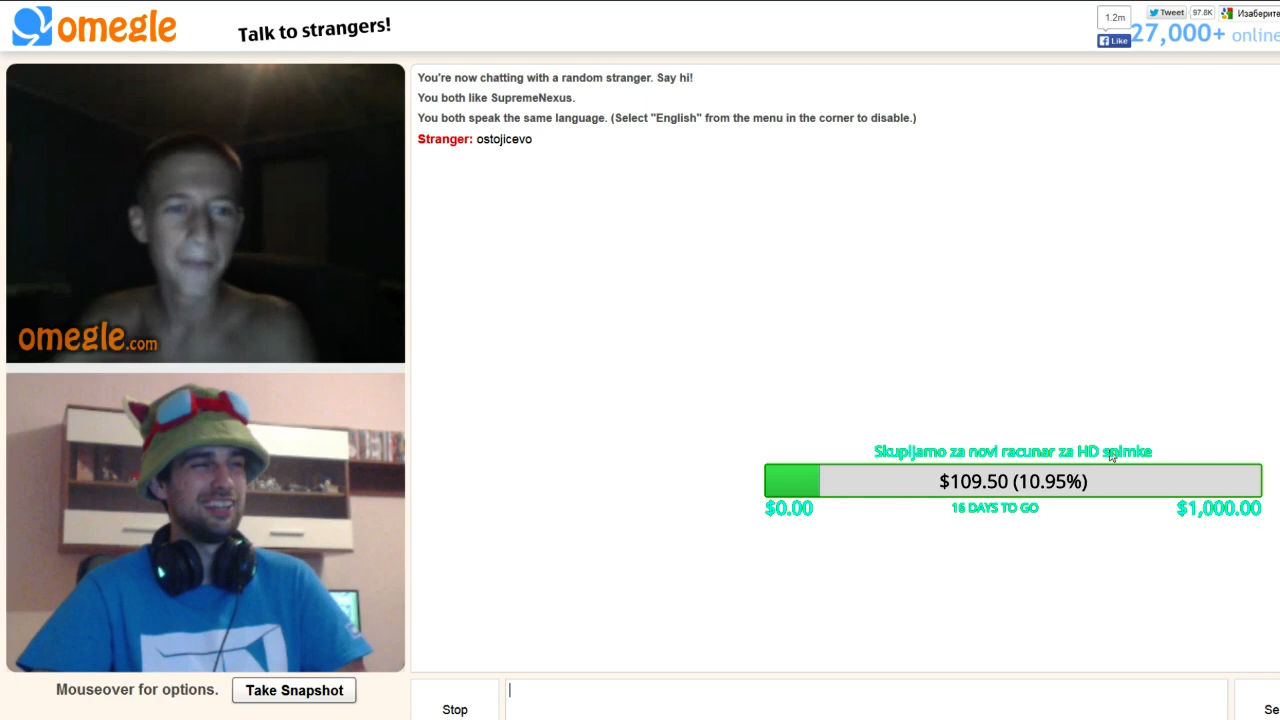 omegle
Talk to strangers!
1.2m
Like
Tweet
97.8K
Изаберите
27,000+ online
You're now chatting with a random stranger. Say hi!
You both like SupremeNexus.
You both speak the same language. (Select "English" from the menu in the corner to disable.)
Stranger: ostojicevo
omegle.com
Skupljamo za novi racunar za HD snimke
$109.50 (10.95%)
$0.00
16 DAYS TO GO
$1,000.00
Mouseover for options.
Take Snapshot
Stop
Se